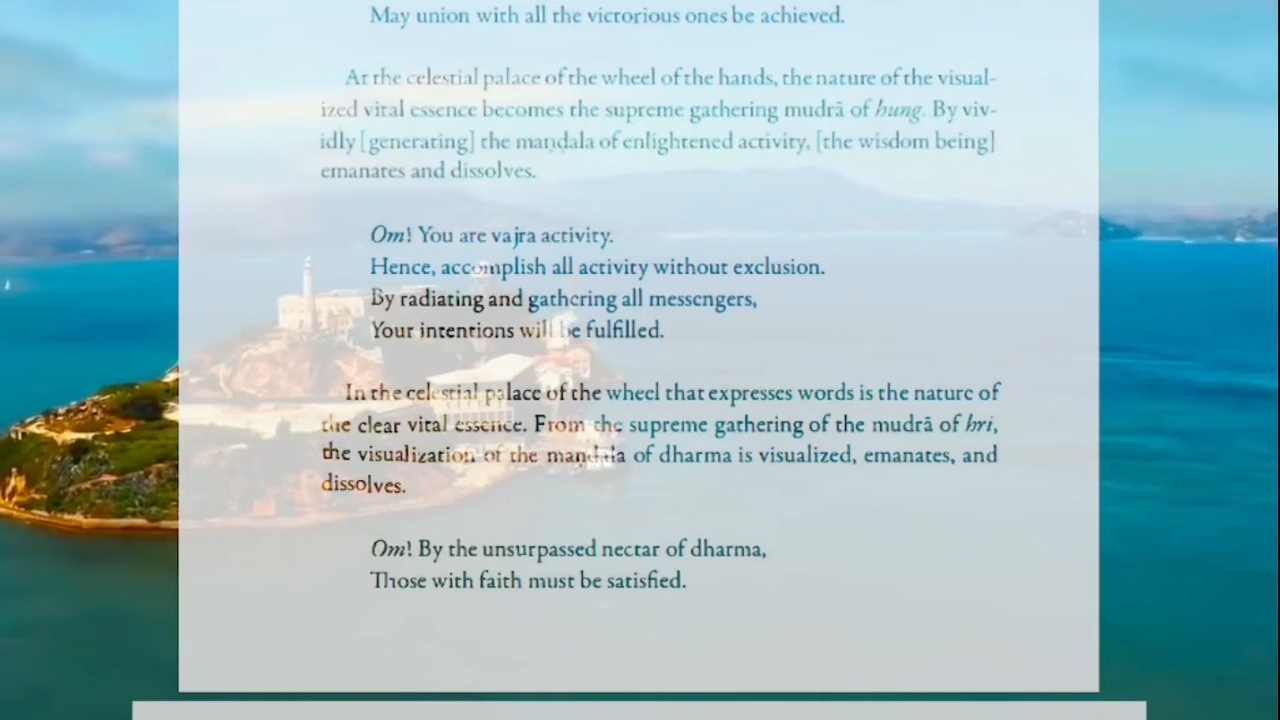 May union with all the victorious ones be achieved.
At the celestial palace of the wheel of the hands, the nature of the visual-
ized vital essence becomes the supreme gathering mudrā of hung. By viv-
idly [generating] the maṇḍala of enlightened activity, [the wisdom being]
emanates and dissolves.
Om! You are vajra activity.
Hence, accomplish all activity without exclusion.
By radiating and gathering all messengers,
Your intentions will be fulfilled.
In the celestial palace of the wheel that expresses words is the nature of
the clear vital essence. From the supreme gathering of the mudrā of hri,
the visualization of the maṇḍala of dharma is visualized, emanates, and
dissolves.
Om! By the unsurpassed nectar of dharma,
Those with faith must be satisfied.